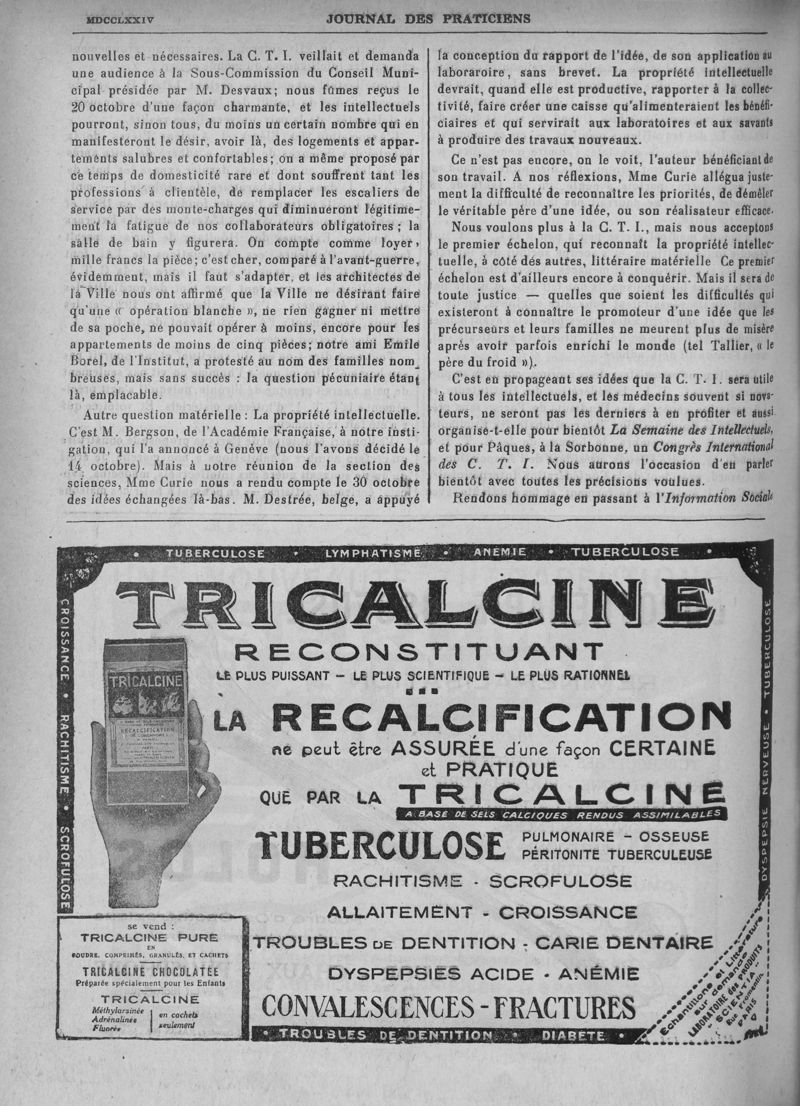 MDCCLXXIV
JOURNAL DES PRATICIENS
nouvelles et nécessaires. La C. T. I. veillait et demanda
une audience à la Sous-Commission du Conseil Muni-
cipal présidée par M. Desvaux; nous fûmes reçus le
20 octobre d'une façon charmante, et les intellectuels
pourront, sinon tous, du moins un certain nombre qui en
manifesteront le désir, avoir là, des logements et appar-
tements salubres et confortables; on a même proposé par
ce temps de domesticité rare et dont souffrent tant les
professions à clientèle, de remplacer les escaliers de
service par des monte-charges qui diminueront légitime-
ment la fatigue de nos collaborateurs obligatoires; la
salle de bain y figurera. On compte comme loyer,
mille francs la pièce; c'est cher, comparé à l'avant-guerre,
évidemment, mais il faut s'adapter, et les architectes de
la Ville nous ont affirmé que la Ville ne désirant faire
qu'une « opération blanche », ne rien gagner ni mettre
de sa poche, ne pouvait opérer à moins, encore pour les
appartements de moins de cinq pièces; notre ami Emile
Borel, de l'Institut, a protesté au nom des familles nom_
breuses, mais sans succès : la question pécuniaire étant
là, emplacable.
Autre question matérielle : La propriété intellectuelle.
C'est M. Bergson, de l'Académie Française, à notre insti-
gation, qui l'a annoncé à Genève (nous l'avons décidé le
14 octobre). Mais à notre réunion de la section des
sciences, Mme Curie nous a rendu compte le 30 octobre
des idées échangées là-bas. M. Destrée, belge, a appuyé
la conception du rapport de l'idée, de son application au
laboraroire, sans brevet. La propriété intellectuelle
devrait, quand elle est productive, rapporter à la collec-
tivité, faire créer une caisse qu'alimenteraient les bénéfi-
ciaires et qui servirait aux laboratoires et aux savants
à produire des travaux nouveaux.
Ce n'est pas encore, on le voit, l'auteur bénéficiant de
son travail. A nos réflexions, Mme Curie allégua juste-
ment la difficulté de reconnaître les priorités, de démêler
le véritable père d'une idée, ou son réalisateur efficace.
Nous voulons plus à la C. T. I., mais nous acceptons
le premier échelon, qui reconnaît la propriété intellec-
tuelle, à côté des autres, littéraire matérielle Ce premier
échelon est d'ailleurs encore à conquérir. Mais il sera de
toute justice — quelles que soient les difficultés qui
existeront à connaître le promoteur d'une idée que les
précurseurs et leurs familles ne meurent plus de misère
après avoir parfois enrichi le monde (tel Tallier, « le
père du froid »).
C'est en propageant ses idées que la C. T. I. sera utile
à tous les intellectuels, et les médecins souvent si nova-
teurs, ne seront pas les derniers à en profiter et aussi
organise-t-elle pour bientôt La Semaine des Intellectuels,
et pour Pâques, à la Sorbonne, un Congrès International
des C. T. I. Nous aurons l'occasion d'en parler
bientôt avec toutes les précisions voulues.
Rendons hommage en passant à l'Information Sociale
TUBERCULOSE • LYMPHATISME • ANÉMIE • TUBERCULOSE •
CROISSANCE • RACHITISME • SCROFULOSE
DYSPEPSIE NERVEUSE • TUBERCULOSE
TRICALCINE
RECONSTITUANT
LE PLUS PUISSANT — LE PLUS SCIENTIFIQUE — LE PLUS RATIONNEL
TRICALCINE
RECALCIFICATION
LA RECALCIFICATION
ne peut être ASSURÉE d'une façon CERTAINE
et PRATIQUE
QUE PAR LA TRICALCINE
A BASE DE SELS CALCIQUES RENDUS ASSIMILABLES
TUBERCULOSE PULMONAIRE - OSSEUSE
PÉRITONITE TUBERCULEUSE
RACHITISME - SCROFULOSE
ALLAITEMENT - CROISSANCE
TROUBLES DE DENTITION - CARIE DENTAIRE
DYSPEPSIES ACIDE - ANÉMIE
CONVALESCENCES - FRACTURES
• TROUBLES DE DENTITION • DIABÈTE •
se vend :
TRICALCINE PURE
EN
POUDRE, COMPRIMÉS, GRANULÉS, ET CACHETS
TRICALCINE CHOCOLATÉE
Préparée spécialement pour les Enfants
TRICALCINE
Méthylarsinée
Adrénalinée
Fluorée
en cachets
seulement
Echantillons et Littérature
sur demande
LABORATOIRE DES PRODUITS
SCIENTIA
PARIS